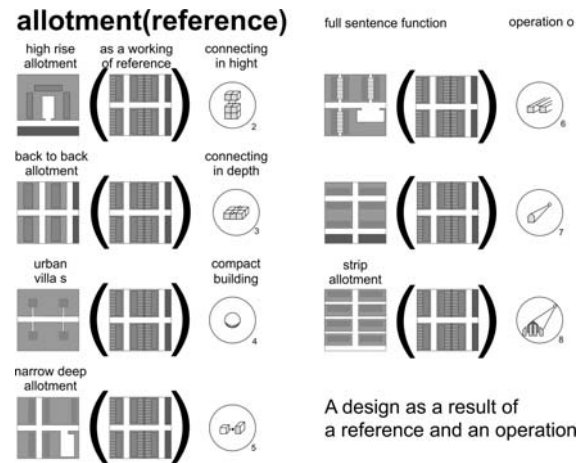 allotment(reference)
full sentence function
operation o
high rise
allotment
as a working
of reference
connecting
in hight
2
6
back to back
allotment
connecting
in depth
3
7
urban
villa s
compact
building
4
strip
allotment
8
narrow deep
allotment
5
A design as a result of
a reference and an operation